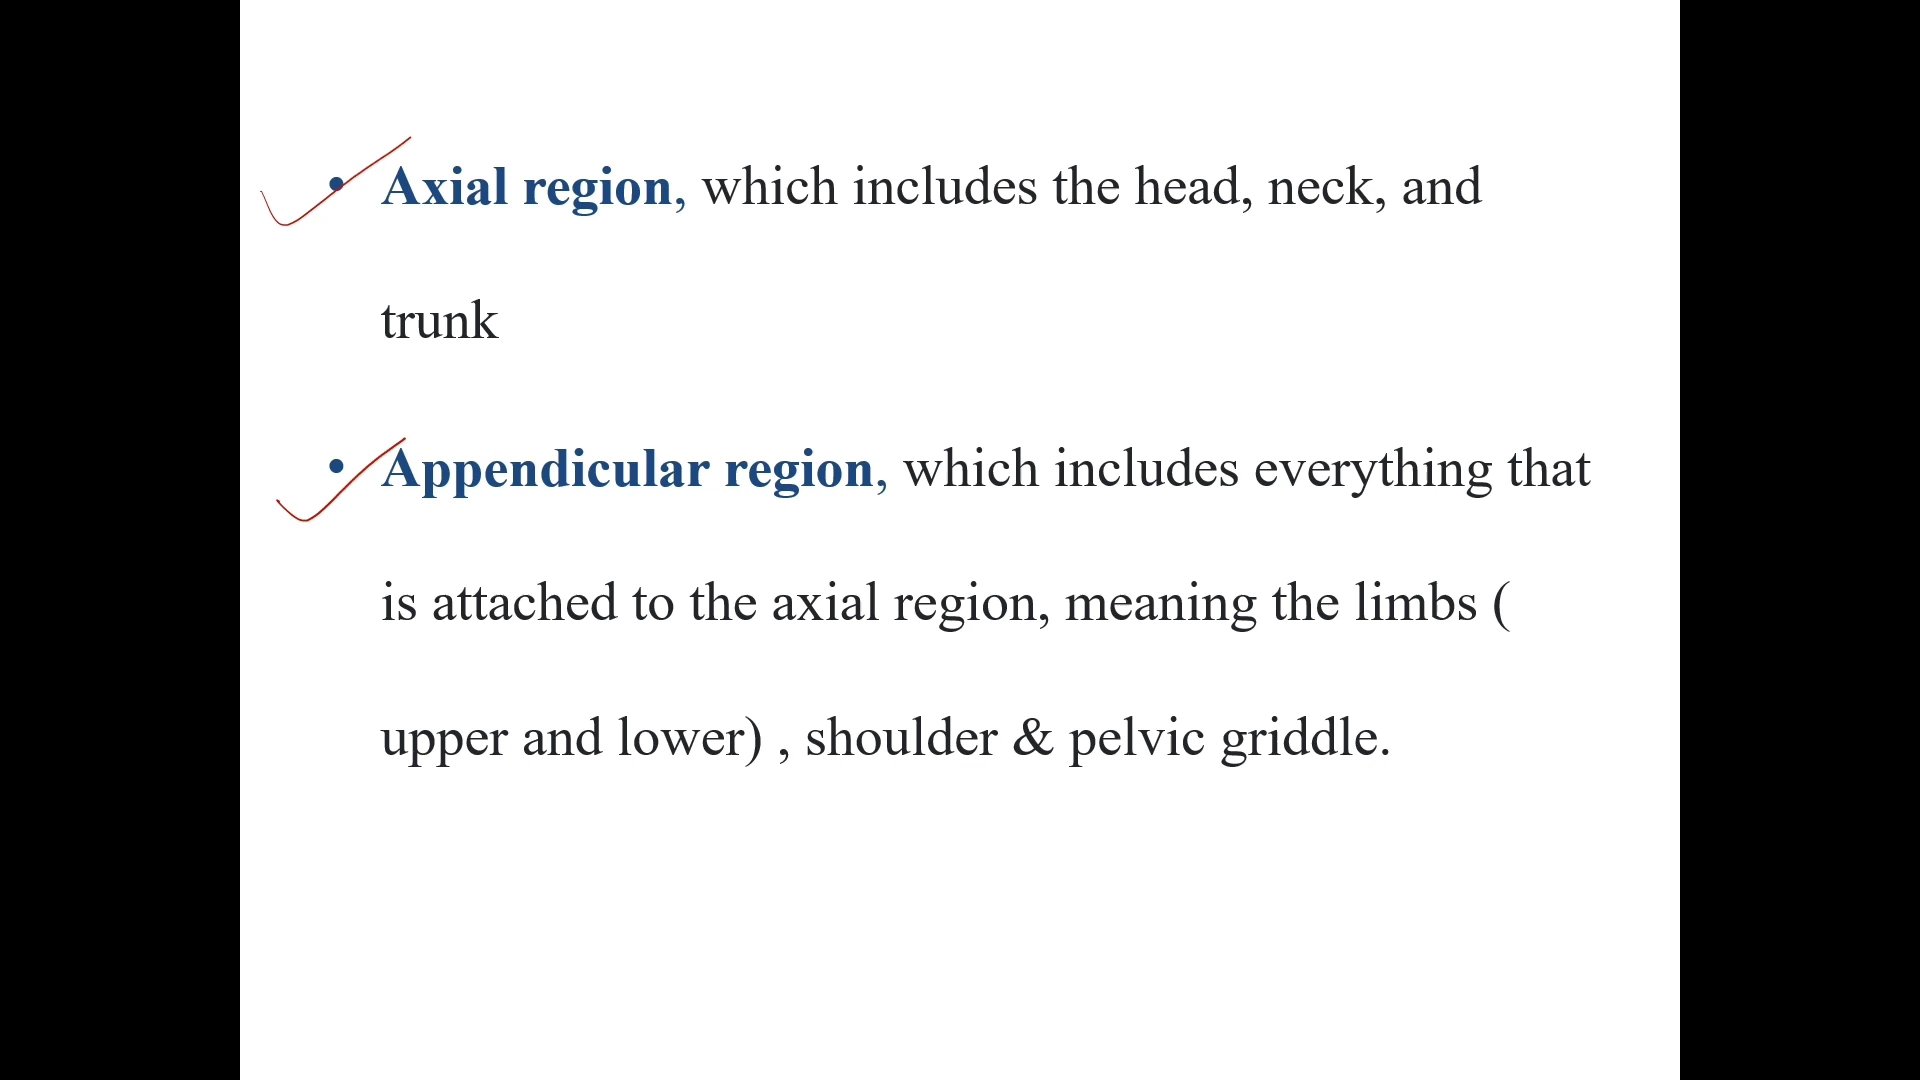 • Axial region, which includes the head, neck, and
trunk
• Appendicular region, which includes everything that
is attached to the axial region, meaning the limbs (
upper and lower) , shoulder & pelvic griddle.